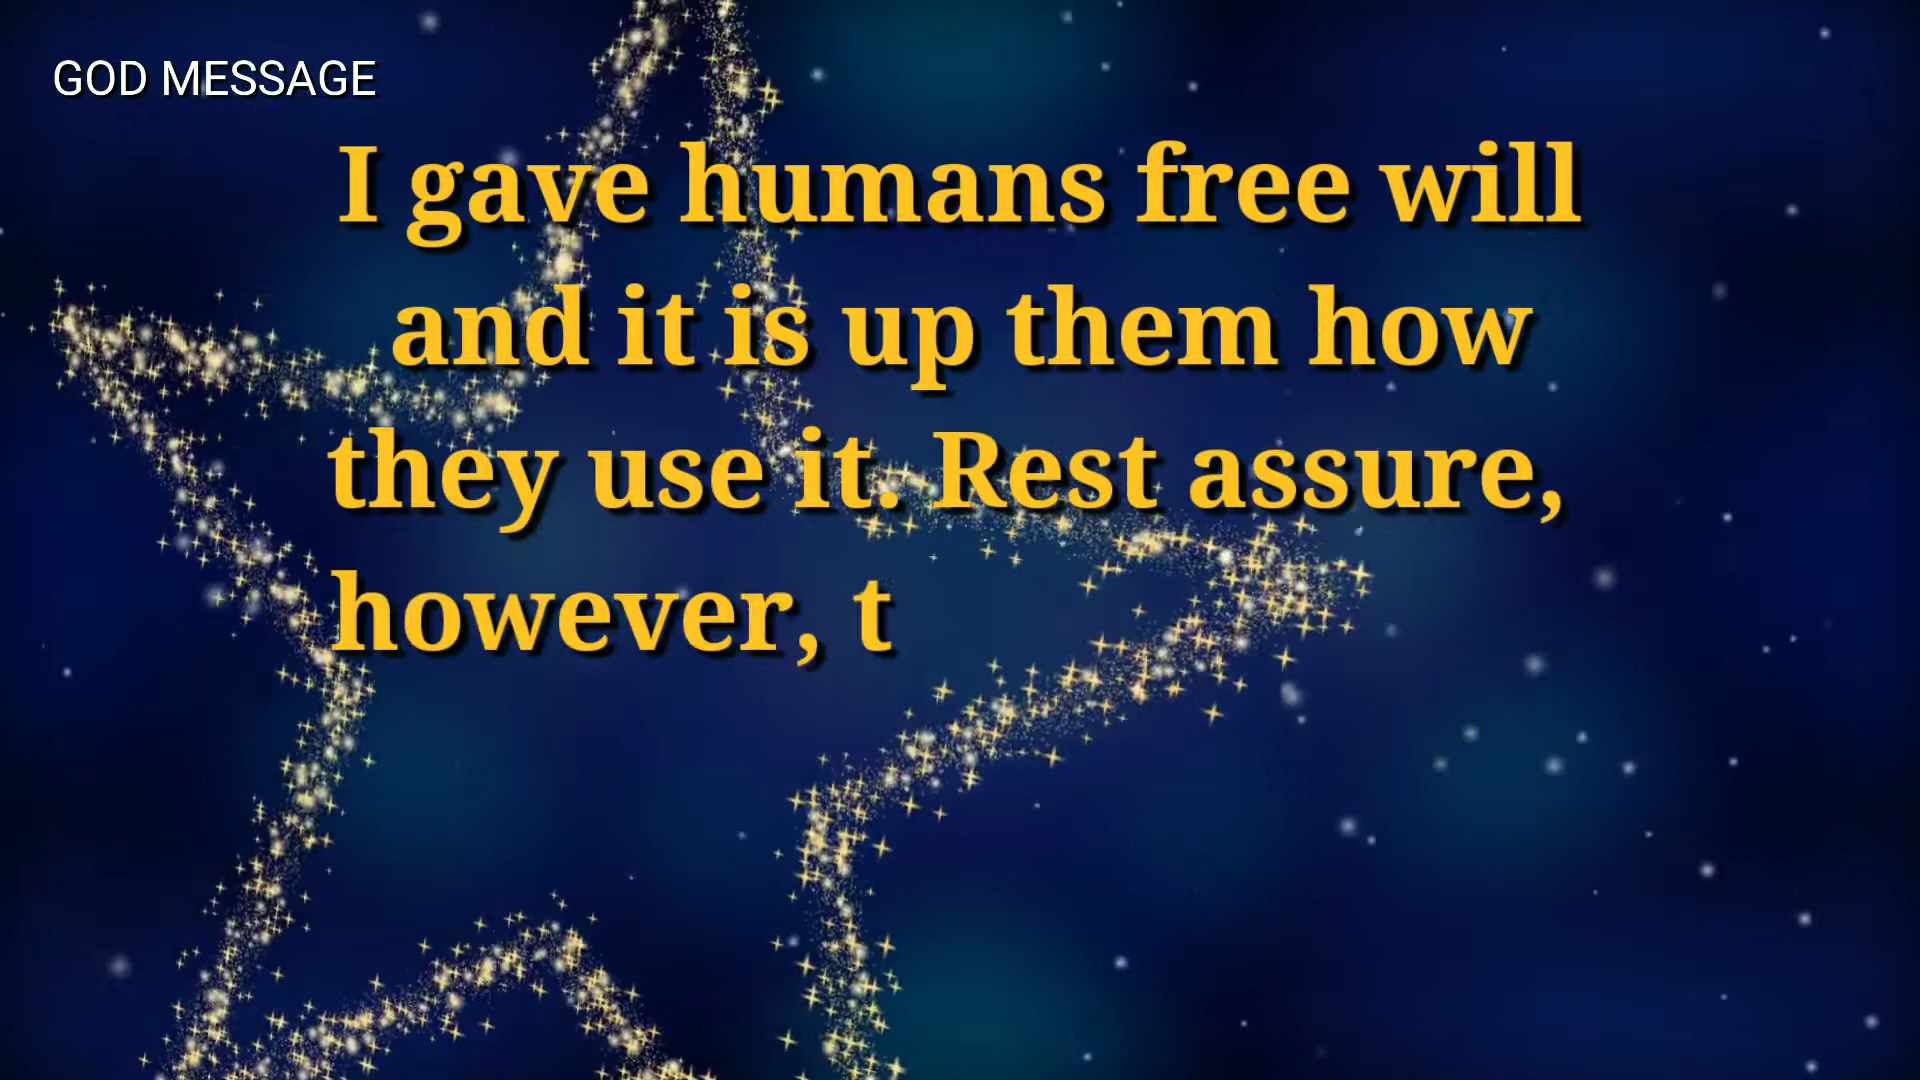 GOD MESSAGE
I gave humans free will
and it is up them how
they use it. Rest assure,
however, t